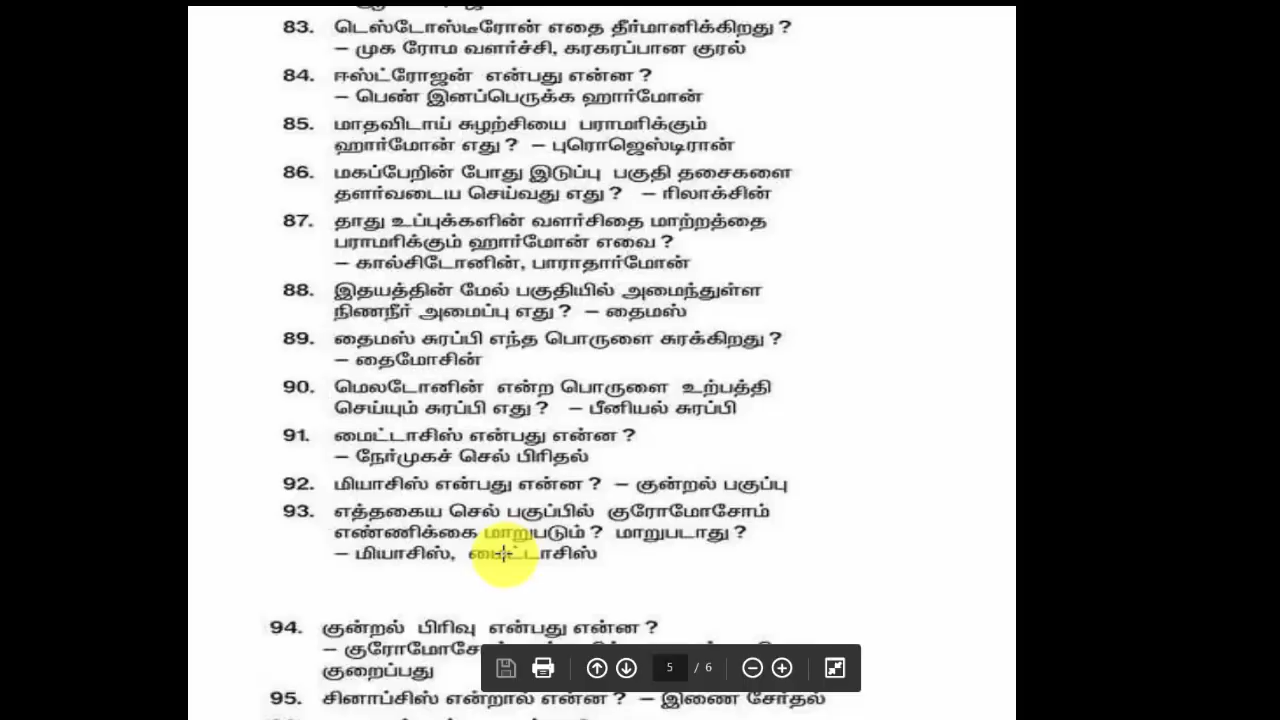 83. டெஸ்டோஸ்டீரோன் எதை தீர்மானிக்கிறது ?
– முக ரோம வளர்ச்சி, கரகரப்பான குரல்
84. ஈஸ்ட்ரோஜன் என்பது என்ன ?
– பெண் இனப்பெருக்க ஹார்மோன்
85. மாதவிடாய் சுழற்சியை பராமரிக்கும்
ஹார்மோன் எது ? – புரொஜெஸ்டிரான்
86. மகப்பேறின் போது இடுப்பு பகுதி தசைகளை
தளர்வடைய செய்வது எது ? – ரிலாக்சின்
87. தாது உப்புக்களின் வளர்சிதை மாற்றத்தை
பராமரிக்கும் ஹார்மோன் எவை ?
– கால்சிடோனின், பாராதார்மோன்
88. இதயத்தின் மேல் பகுதியில் அமைந்துள்ள
நிணநீர் அமைப்பு எது ? – தைமஸ்
89. தைமஸ் சுரப்பி எந்த பொருளை சுரக்கிறது ?
– தைமோசின்
90. மெலடோனின் என்ற பொருளை உற்பத்தி
செய்யும் சுரப்பி எது ? – பீனியல் சுரப்பி
91. மைட்டாசிஸ் என்பது என்ன ?
– நேர்முகச் செல் பிரிதல்
92. மியாசிஸ் என்பது என்ன ? – குன்றல் பகுப்பு
93. எத்தகைய செல் பகுப்பில் குரோமோசோம்
எண்ணிக்கை மாறுபடும் ? மாறுபடாது ?
– மியாசிஸ், மைட்டாசிஸ்
94. குன்றல் பிரிவு என்பது என்ன ?
–
குறைப்பது
5 / 6
95. சினாப்சிஸ் என்றால் என்ன ? – இணை சேர்தல்